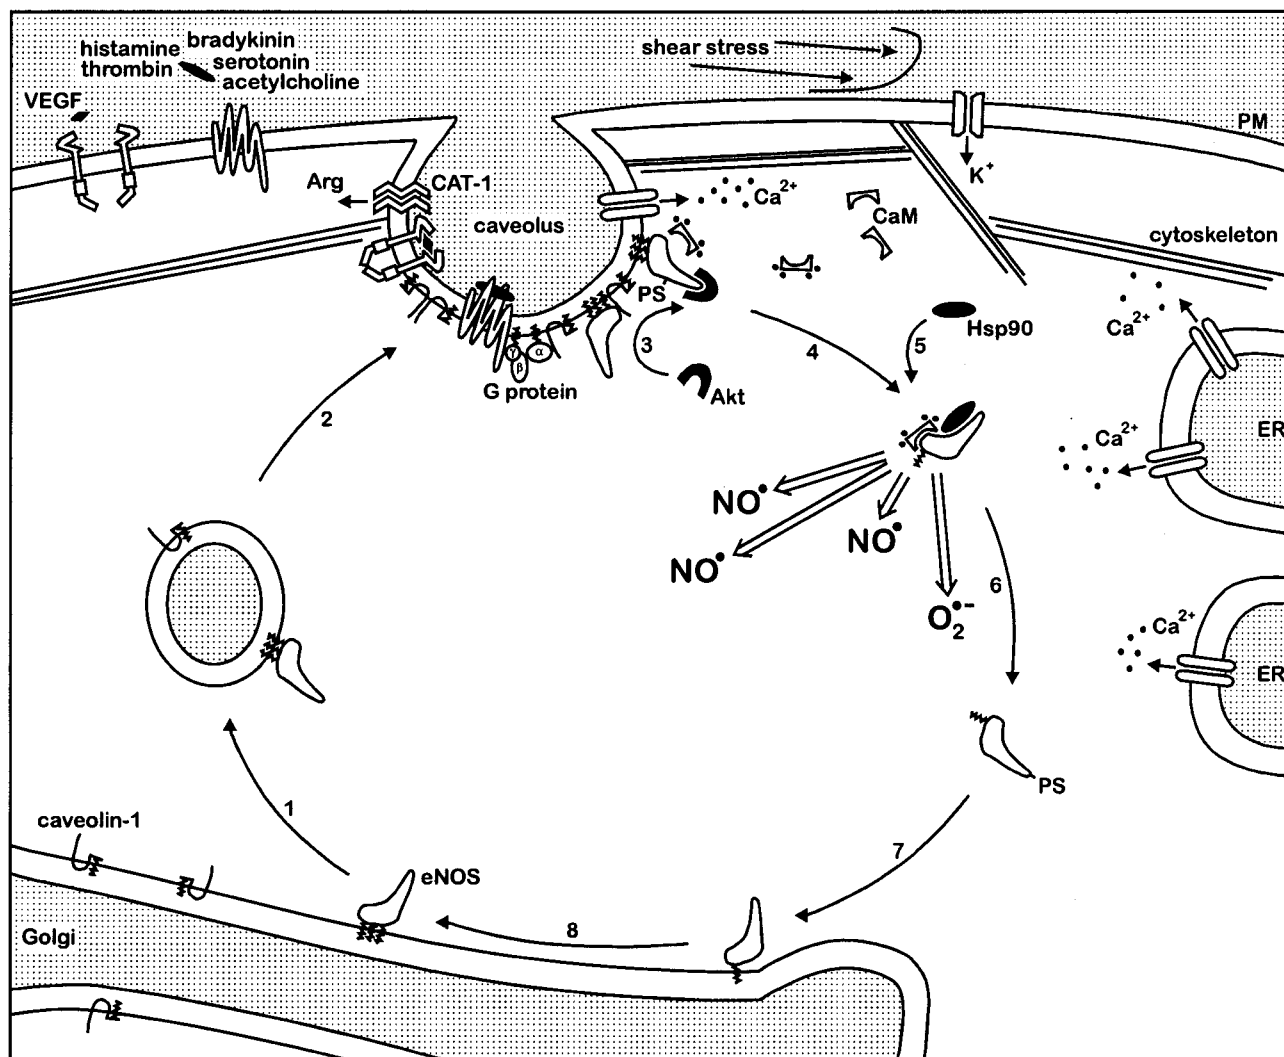 histamine bradykinin
thrombin serotonin
acetylcholine
VEGF
shear stress
PM
Arg
CAT-1
K+
Ca2+
CaM
caveolus
cytoskeleton
PS
Ca2+
Hsp90
γ α
β
G protein
3
4
5
Akt
2
ER
Ca2+
NO•
NO•
NO•
6
O2•−
Ca2+
ER
PS
1
caveolin-1
7
eNOS
8
Golgi